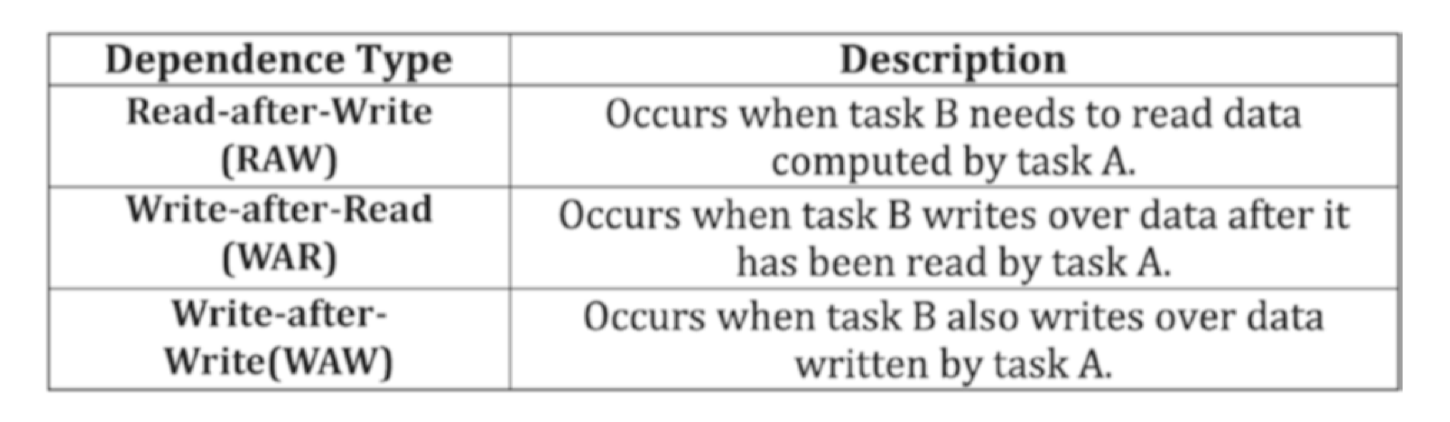 Dependence Type
Description
Read-after-Write
(RAW)
Occurs when task B needs to read data
computed by task A.
Write-after-Read
(WAR)
Occurs when task B writes over data after it
has been read by task A.
Write-after-
Write(WAW)
Occurs when task B also writes over data
written by task A.